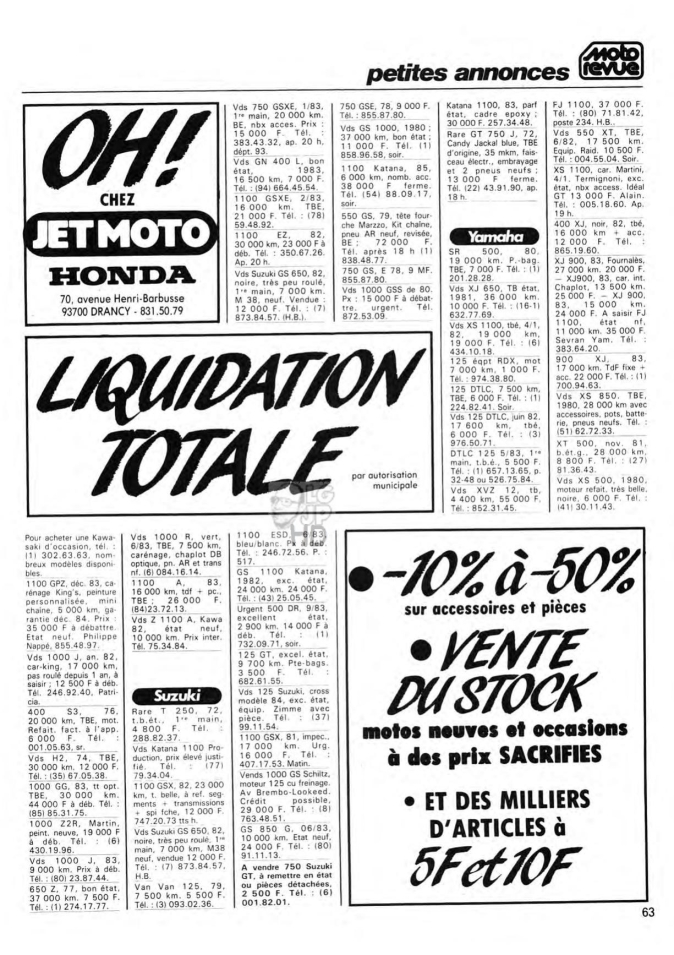 petites annonces
Moto
revue
OH!
CHEZ
JETMOTO
HONDA
70, avenue Henri-Barbusse
93700 DRANCY - 831.50.79
Vds 750 GSXE, 1/83,
1re main, 20 000 km.
BE, nbx acces. Prix :
15 000 F. Tél. :
383.43.32, ap. 20 h,
dépt. 93.
Vds GN 400 L, bon
état, 1983,
16 500 km, 7 000 F.
Tél. : (94) 664.45.54.
1100 GSXE, 2/83,
16 000 km. TBE,
21 000 F. Tél. : (78)
59.48.92.
1100 EZ, 82,
30 000 km, 23 000 F à
déb. Tél. : 350.67.26.
Ap. 20 h.
Vds Suzuki GS 650, 82,
noire, très peu roulé,
1re main, 7 000 km.
M 38, neuf. Vendue :
12 000 F. Tél. : (7)
873.84.57. (H.B.).
750 GSE, 78, 9 000 F.
Tél. : 855.87.80.
Vds GS 1000, 1980 ;
37 000 km, bon état ;
11 000 F. Tél. (1)
858.96.58, soir.
1100 Katana, 85,
6 000 km, nomb. acc.
38 000 F ferme.
Tél. (54) 88.09.17,
soir.
550 GS, 79, tête four-
che Marzzo, Kit chaîne,
pneu AR neuf, revisée,
BE ; 72 000 F.
Tél. après 18 h (1)
838.48.77.
750 GS, E 78, 9 MF.
855.87.80.
Vds 1000 GSS de 80.
Px : 15 000 F à débat-
tre, urgent. Tél.
872.53.09.
Katana 1100, 83, parf
état, cadre epoxy ;
30 000 F. 257.34.48.
Rare GT 750 J, 72,
Candy Jackal blue, TBE
d'origine, 35 mkm, fais-
ceau électr., embrayage
et 2 pneus neufs ;
13 000 F ferme.
Tél. (22) 43.91.90, ap.
18 h.
Yamaha
SR 500, 80,
19 000 km. P.-bag.
TBE, 7 000 F. Tél. : (1)
201.28.28.
Vds XJ 650, TB état,
1981, 36 000 km.
10 000 F. Tél. : (16-1)
632.77.69.
Vds XS 1100, tbé, 4/1,
82, 19 000 km,
19 000 F. Tél. : (6)
434.10.18.
125 éqpt RDX, mot
7 000 km, 1 000 F.
Tél. : 974.38.80.
125 DTLC, 7 500 km,
TBE, 6 000 F. Tél. : (1)
224.82.41. Soir.
Vds 125 DTLC, juin 82,
17 600 km, tbé,
6 000 F. Tél. : (3)
976.50.71.
DTLC 125 5/83, 1re
main, t.b.é., 5 500 F.
Tél. : (1) 657.13.65, p.
32-48 ou 526.75.84.
Vds XVZ 12, tb,
4 400 km, 55 000 F.
Tél. : 852.31.45.
FJ 1100, 37 000 F.
Tél. : (80) 71.81.42,
poste 234. H.B..
Vds 550 XT, TBE,
6/82, 17 500 km.
Equip. Raid. 10 500 F.
Tél. : 004.55.04. Soir.
XS 1100, car. Martini,
4/1. Termignoni, exc.
état, nbx access. Idéal
GT 13 000 F. Alain.
Tél. : 005.18.60. Ap.
19 h.
400 XJ, noir, 82, tbé,
16 000 km + acc.
12 000 F. Tél. :
865.19.60.
XJ 900, 83, Fournalès,
27 000 km. 20 000 F.
— XJ900, 83, car. int.
Chaplot, 13 500 km.
25 000 F. — XJ 900,
83, 15 000 km.
24 000 F. A saisir FJ
1100, état nf,
11 000 km. 35 000 F.
Sevran Yam. Tél. :
383.64.20.
900 XJ, 83,
17 000 km. TdF fixe +
acc. 22 000 F. Tél. : (1)
700.94.63.
Vds XS 850, TBE,
1980, 28 000 km avec
accessoires, pots, batte-
rie, pneus neufs. Tél. :
(51) 62.72.33.
XT 500, nov. 81,
b.ét.g., 28 000 km,
8 800 F. Tél. : (27)
81.36.43.
Vds XS 500, 1980,
moteur refait, très belle,
noire, 6 000 F. Tél. :
(41) 30.11.43.
LIQUIDATION
TOTALE
par autorisation
municipale
Pour acheter une Kawa-
saki d'occasion, tél. :
(1) 302.63.63, nom-
breux modèles disponi-
bles.
1100 GPZ, déc. 83, ca-
rénage King's, peinture
personnalisée, mini
chaîne, 5 000 km, ga-
rantie déc. 84. Prix :
35 000 F à débattre.
Etat neuf. Philippe
Nappé, 855.48.97.
Vds 1000 J, an. 82,
car-king, 17 000 km,
pas roulé depuis 1 an, à
saisir ; 12 500 F à déb.
Tél. 246.92.40, Patri-
cia.
400 S3, 76,
20 000 km, TBE, mot.
Refait. fact. à l'app.
6 000 F. Tél. :
001.05.63, sr.
Vds H2, 74, TBE,
30 000 km. 12 000 F.
Tél. : (35) 67.05.38.
1000 GG, 83, tt opt.
TBE, 30 000 km.
44 000 F à déb. Tél. :
(85) 85.31.75.
1000 Z2R, Martin,
peint. neuve, 19 000 F
à déb. Tél. : (6)
430.19.96.
Vds 1000 J, 83,
9 000 km, Prix à déb.
Tél. : (80) 23.87.44.
650 Z, 77, bon état,
37 000 km. 7 500 F.
Tél. : (1) 274.17.77.
Vds 1000 R, vert,
6/83, TBE, 7 500 km,
carénage, chaplot DB
optique, pn. AR et trans
nf. (6) 084.16.14.
1100 A, 83,
16 000 km, tdf + pc.,
TBE ; 26 000 F.
(84)23.72.13.
Vds Z 1100 A, Kawa
82, état neuf,
10 000 km. Prix inter.
Tél. 75.34.84.
Suzuki
Rare T 250, 72,
t.b.ét., 1re main,
4 800 F. Tél. :
288.82.37.
Vds Katana 1100 Pro-
duction, prix élevé justi-
fié. Tél. : (77)
79.34.04.
1100 GSX, 82, 23 000
km, t. belle, à réf. seg-
ments + transmissions
+ spi fche, 12 000 F.
747.20.73 tts h.
Vds Suzuki GS 650, 82,
noire, très peu roulé, 1re
main, 7 000 km, M38
neuf, vendue 12 000 F.
Tél. : (7) 873.84.57.
H.B.
Van Van 125, 79,
7 500 km. 5 500 F.
Tél. : (3) 093.02.36.
1100 ESD, 6/83,
bleu/blanc. Px à déb.
Tél. : 246.72.56. P. :
517.
GS 1100 Katana,
1982, exc. état,
24 000 km. 24 000 F.
Tél. : (43) 25.05.45.
Urgent 500 DR, 9/83,
excellent état,
2 900 km. 14 000 F à
déb. Tél. : (1)
732.09.71, soir.
125 GT, excel. état,
9 700 km. Pte-bags.
3 500 F. Tél. :
682.61.55.
Vds 125 Suzuki, cross
modèle 84, exc. état,
équip. Zimme avec
pièce. Tél. : (37)
99.11.54.
1100 GSX, 81, impec.,
17 000 km. Urg.
16 000 F. Tél. :
407.17.53. Matin.
Vends 1000 GS Schiltz,
moteur 125 cu freinage.
Av Brembo-Lookeed.
Crédit possible,
29 000 F. Tél. : (8)
763.48.51.
GS 850 G, 06/83,
10 000 km. Etat neuf,
24 000 F. Tél. : (80)
91.11.13.
A vendre 750 Suzuki
GT, à remettre en état
ou pièces détachées,
2 500 F. Tél. : (6)
001.82.01.
• -10% à -50%
sur accessoires et pièces
• VENTE
DU STOCK
motos neuves et occasions
à des prix SACRIFIES
• ET DES MILLIERS
D'ARTICLES à
5F et 10F
63